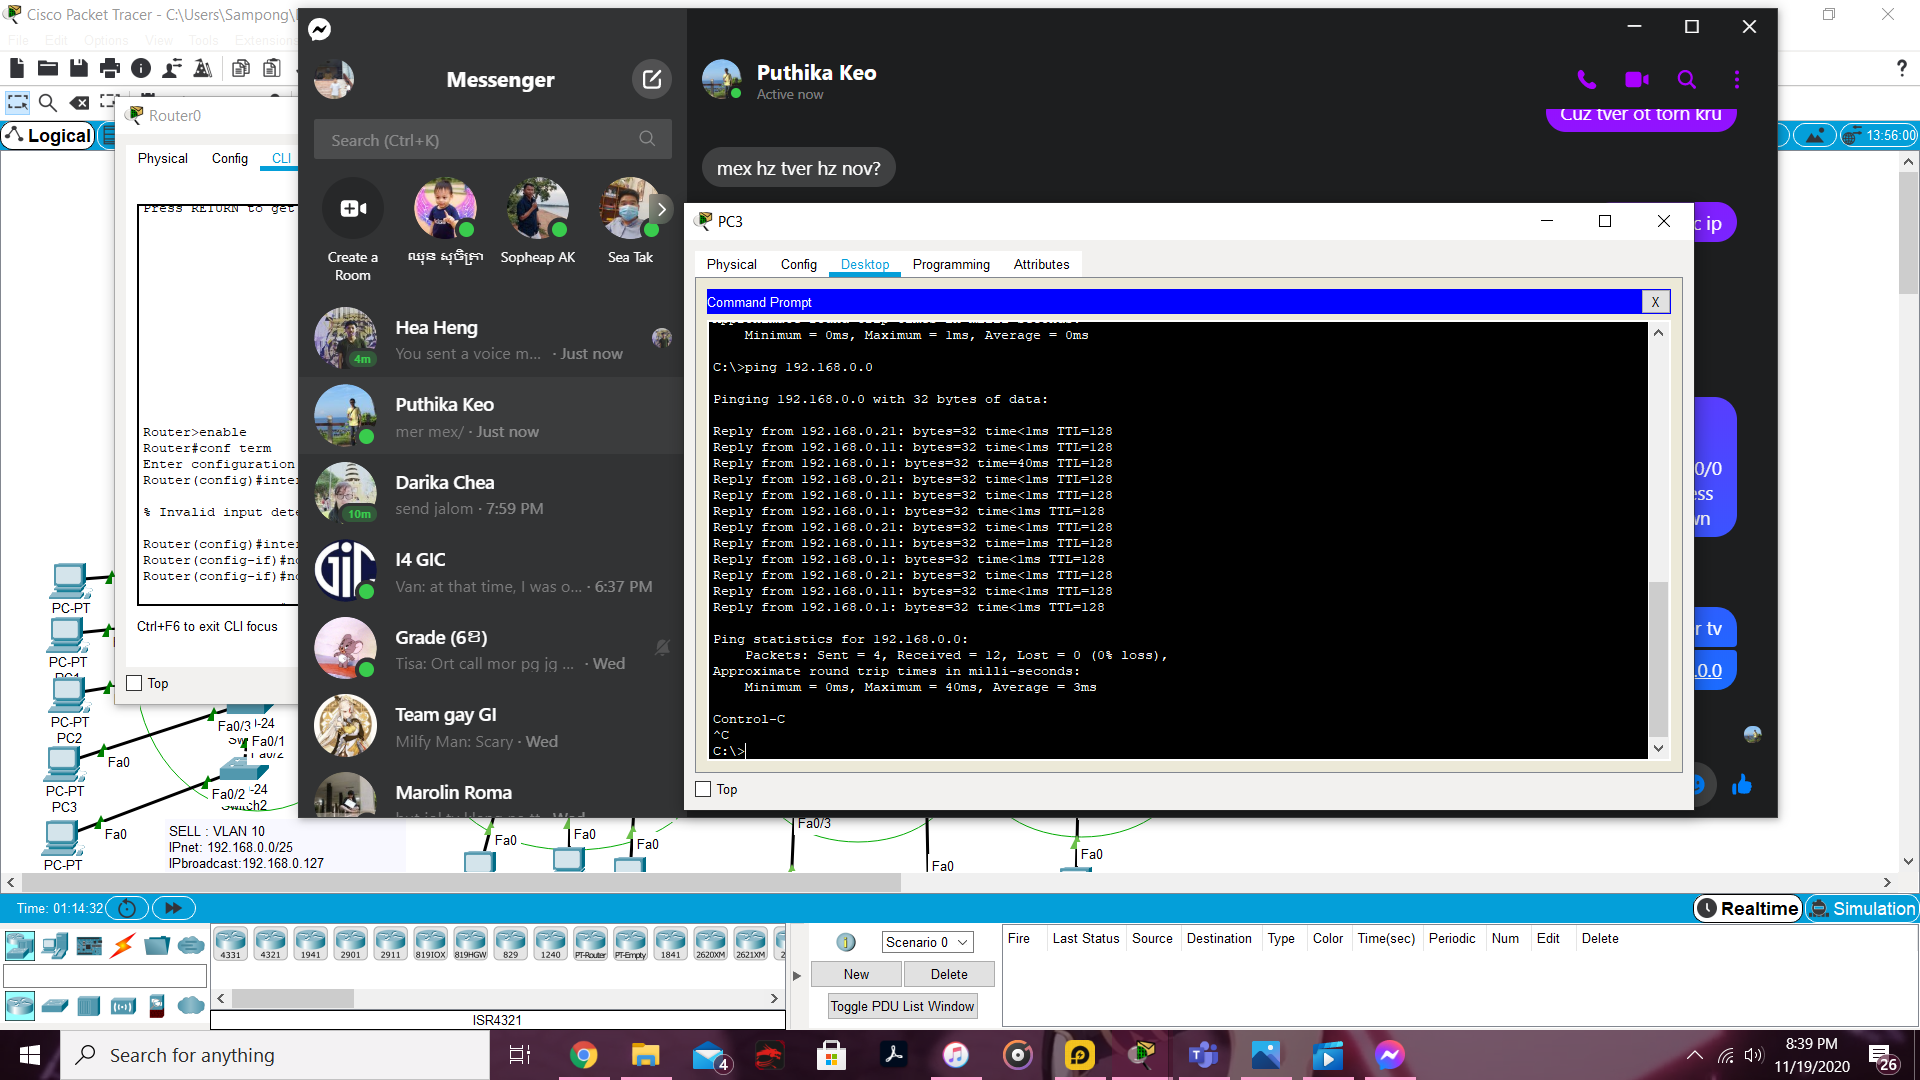 Cisco Packet Tracer - C:\Users\Sampong\
File Edit Options View Tools Extensions
Logical
13:56:00
Router0
Physical Config CLI
Press RETURN to get
Router>enable
Router#conf term
Enter configuration
Router(config)#inter
% Invalid input dete
Router(config)#inter
Router(config-if)#no
Router(config-if)#no
Ctrl+F6 to exit CLI focus
Top
Messenger
Search (Ctrl+K)
Create a Room
ឈុន សុចិត្រា
Sopheap AK
Sea Tak
Hea Heng
You sent a voice m... · Just now
4m
Puthika Keo
mer mex/ · Just now
Darika Chea
send jalom · 7:59 PM
10m
I4 GIC
Van: at that time, I was o... · 6:37 PM
Grade (6ខ)
Tisa: Ort call mor pg jg ... · Wed
Team gay GI
Milfy Man: Scary · Wed
Marolin Roma
Puthika Keo
Active now
Cuz tver ot torn kru
mex hz tver hz nov?
c ip
0/0
ess
wn
r tv
.0.0
PC3
Physical Config Desktop Programming Attributes
Command Prompt
X
Minimum = 0ms, Maximum = 1ms, Average = 0ms
C:\>ping 192.168.0.0
Pinging 192.168.0.0 with 32 bytes of data:
Reply from 192.168.0.21: bytes=32 time<1ms TTL=128
Reply from 192.168.0.11: bytes=32 time<1ms TTL=128
Reply from 192.168.0.1: bytes=32 time=40ms TTL=128
Reply from 192.168.0.21: bytes=32 time<1ms TTL=128
Reply from 192.168.0.11: bytes=32 time<1ms TTL=128
Reply from 192.168.0.1: bytes=32 time<1ms TTL=128
Reply from 192.168.0.21: bytes=32 time<1ms TTL=128
Reply from 192.168.0.11: bytes=32 time=1ms TTL=128
Reply from 192.168.0.1: bytes=32 time<1ms TTL=128
Reply from 192.168.0.21: bytes=32 time<1ms TTL=128
Reply from 192.168.0.11: bytes=32 time<1ms TTL=128
Reply from 192.168.0.1: bytes=32 time<1ms TTL=128
Ping statistics for 192.168.0.0:
Packets: Sent = 4, Received = 12, Lost = 0 (0% loss),
Approximate round trip times in milli-seconds:
Minimum = 0ms, Maximum = 40ms, Average = 3ms
Control-C
^C
C:\>
Top
PC-PT
PC-PT
PC1
PC-PT
PC2
PC-PT
PC3
PC-PT
Fa0/3
-24
Fa0/1
Fa0/2
Fa0
Fa0/2
-24
Switch2
Fa0
SELL : VLAN 10
IPnet: 192.168.0.0/25
IPbroadcast:192.168.0.127
Fa0
Fa0
Fa0
Fa0/3
Fa0
Fa0
Time: 01:14:32
Realtime
Simulation
4331 4321 1941 2901 2911 819IOX 819HGW 829 1240 PT-Router PT-Empty 1841 2620XM 2621XM
ISR4321
Scenario 0
New Delete
Toggle PDU List Window
Fire Last Status Source Destination Type Color Time(sec) Periodic Num Edit Delete
Search for anything
4
8:39 PM
11/19/2020
26